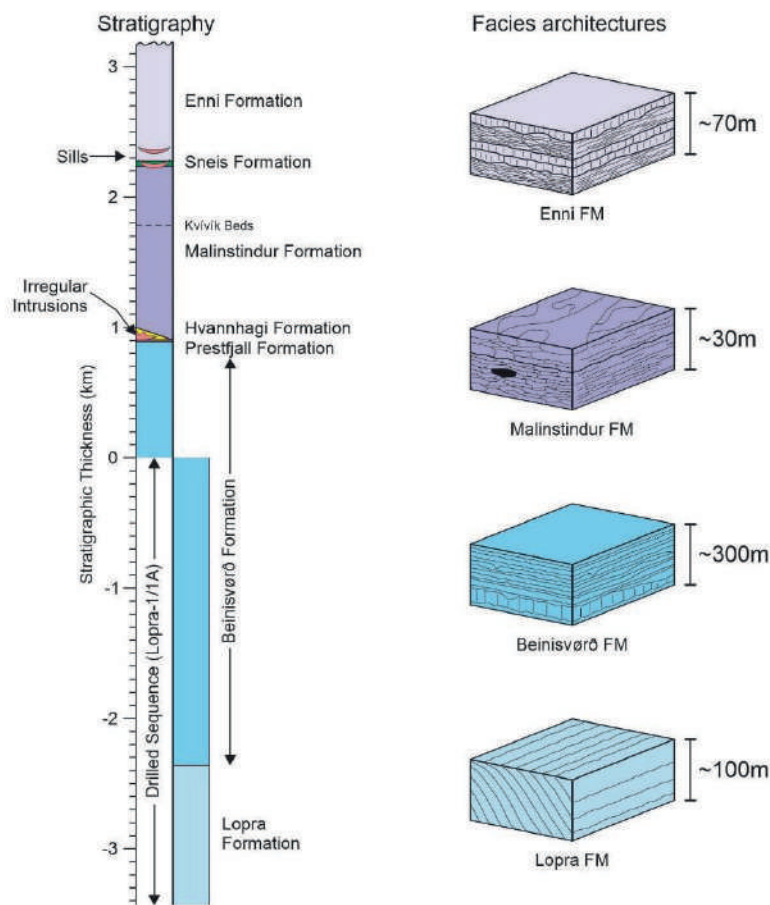 Stratigraphy
3
2
1
0
-1
-2
-3
Stratigraphic Thickness (km)
Enni Formation
Sills
Sneis Formation
Kvívík Beds
Malinstindur Formation
Irregular
Intrusions
Hvannhagi Formation
Prestfjall Formation
Beinisvørð Formation
Drilled Sequence (Lopra-1/1A)
Lopra
Formation
Facies architectures
~70m
Enni FM
~30m
Malinstindur FM
~300m
Beinisvørð FM
~100m
Lopra FM